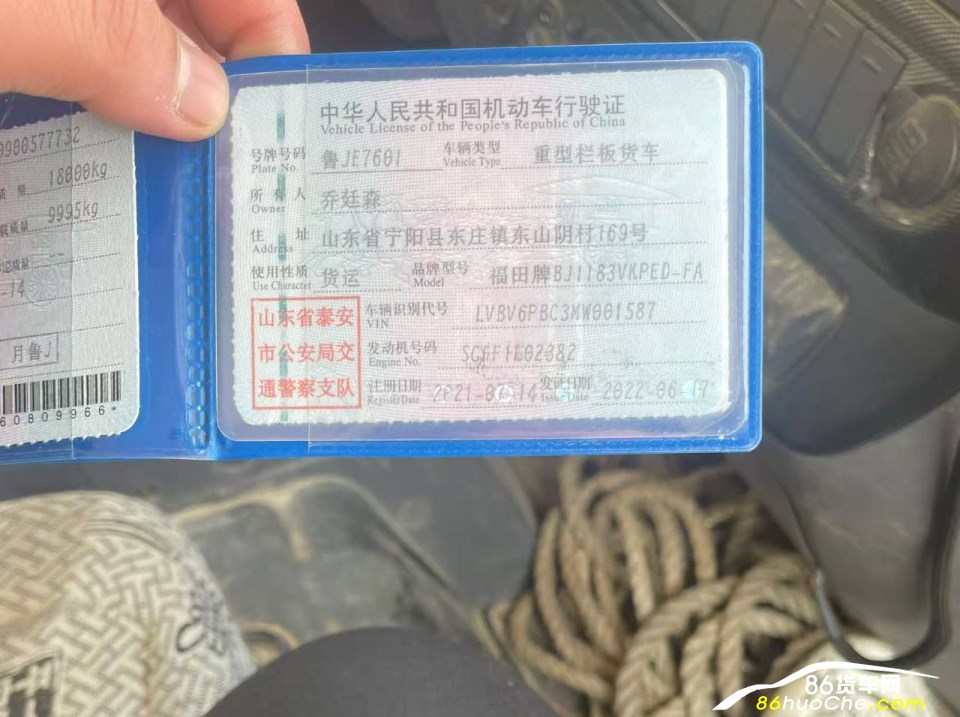 9900577732
18000kg
9995kg
--
-14
月鲁J
60809966*
中华人民共和国机动车行驶证
Vehicle License of the People's Republic of China
号牌号码 鲁JE7601 车辆类型 重型栏板货车
Plate No. Vehicle Type
所有人 乔廷森
Owner
住址 山东省宁阳县东庄镇东山阴村169号
Address
使用性质 货运 品牌型号 福田牌BJ1183VKPED-FA
Use Character Model
山东省泰安
市公安局交
通警察支队
车辆识别代号 LVBV6PBC3MW001587
VIN
发动机号码
Engine No.
注册日期 2021-07-14 发证日期 2022-06-17
Register Date Issue Date
86货车网
86huoChe.com